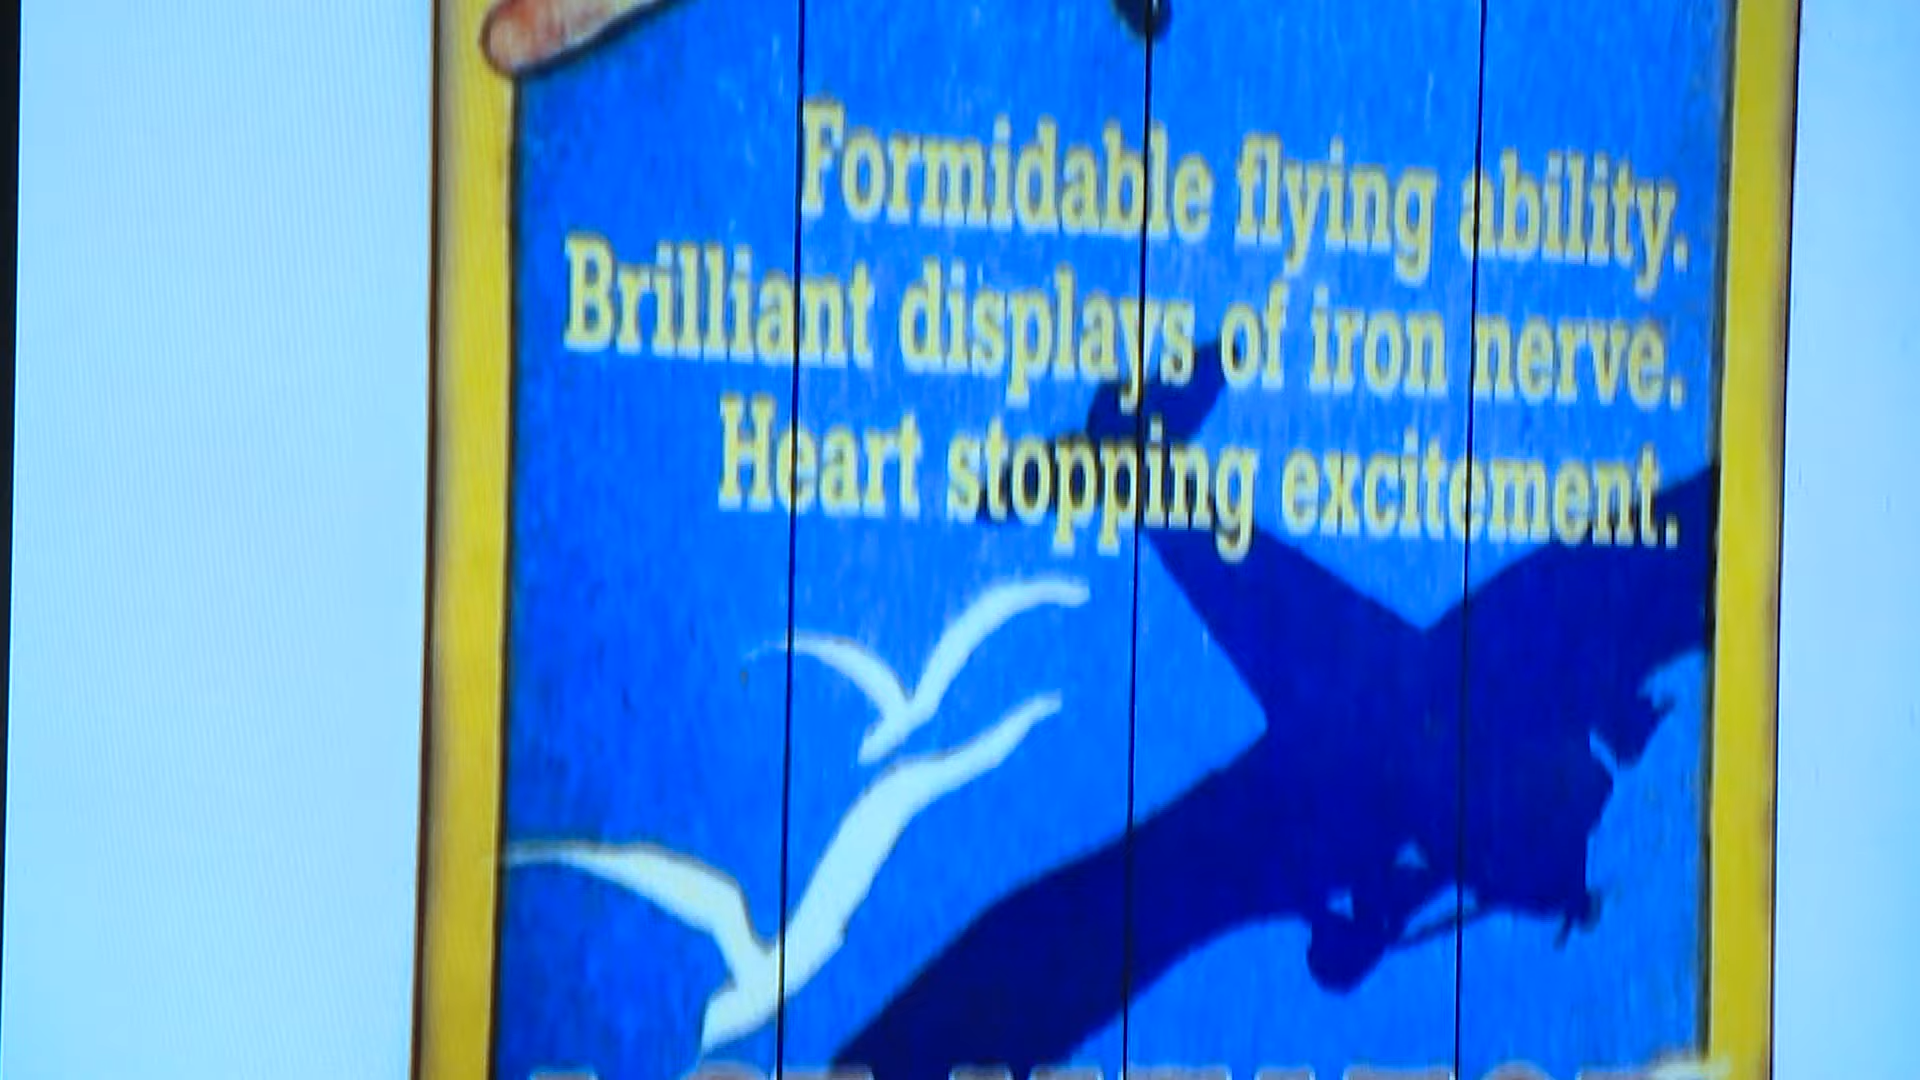 Formidable flying ability.
Brilliant displays of iron nerve.
Heart stopping excitement.